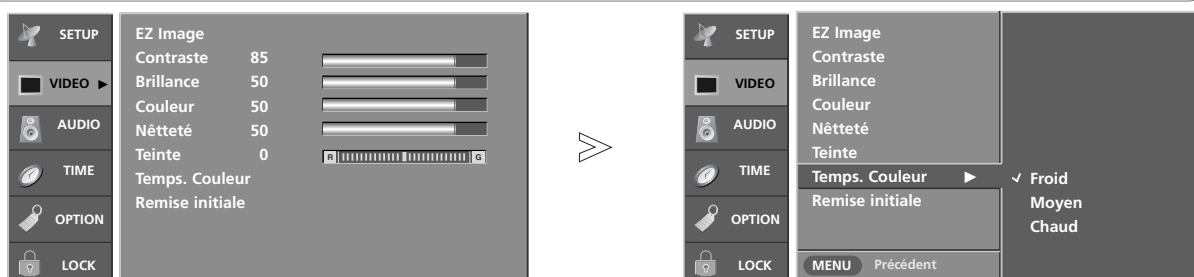 SETUP
VIDEO ►
AUDIO
TIME
OPTION
LOCK
EZ Image
Contraste 85
Brillance 50
Couleur 50
Nêtteté 50
Teinte 0 R G
Temps. Couleur
Remise initiale
SETUP
VIDEO
AUDIO
TIME
OPTION
LOCK
EZ Image
Contraste
Brillance
Couleur
Nêtteté
Teinte
Temps. Couleur ►
Remise initiale
MENU Précédent
✓ Froid
Moyen
Chaud